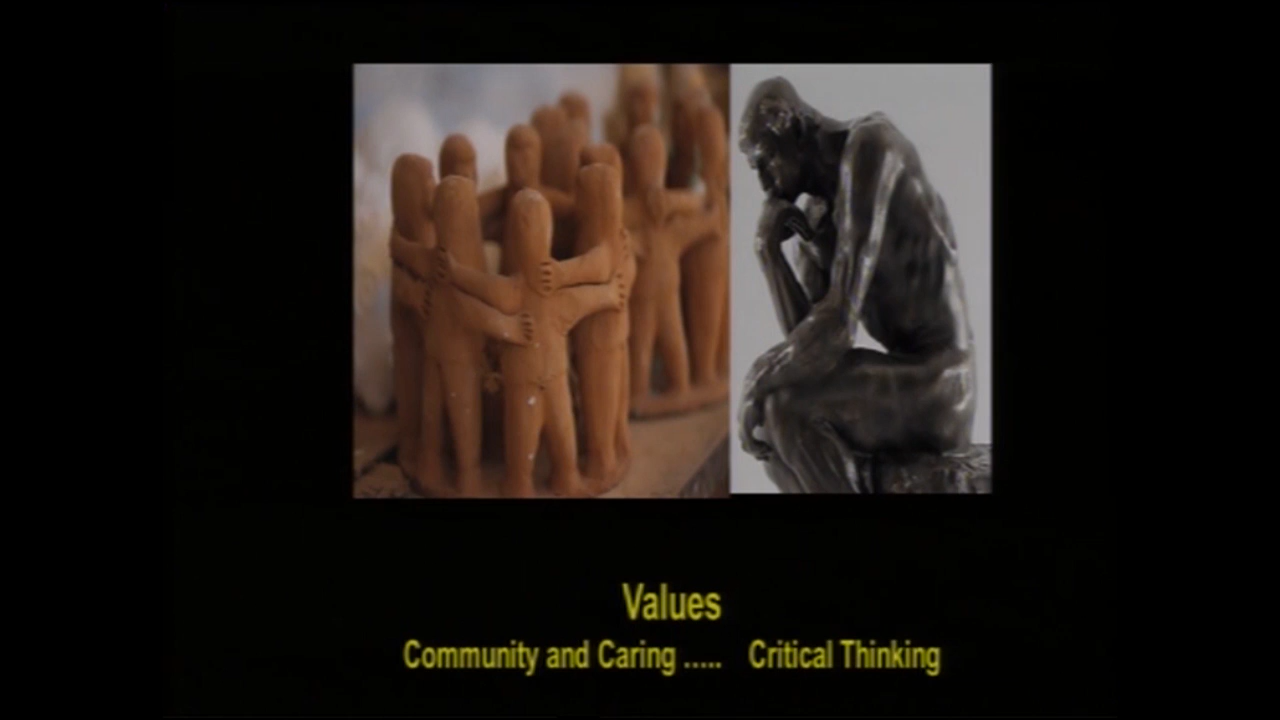 Values
Community and Caring ..... Critical Thinking